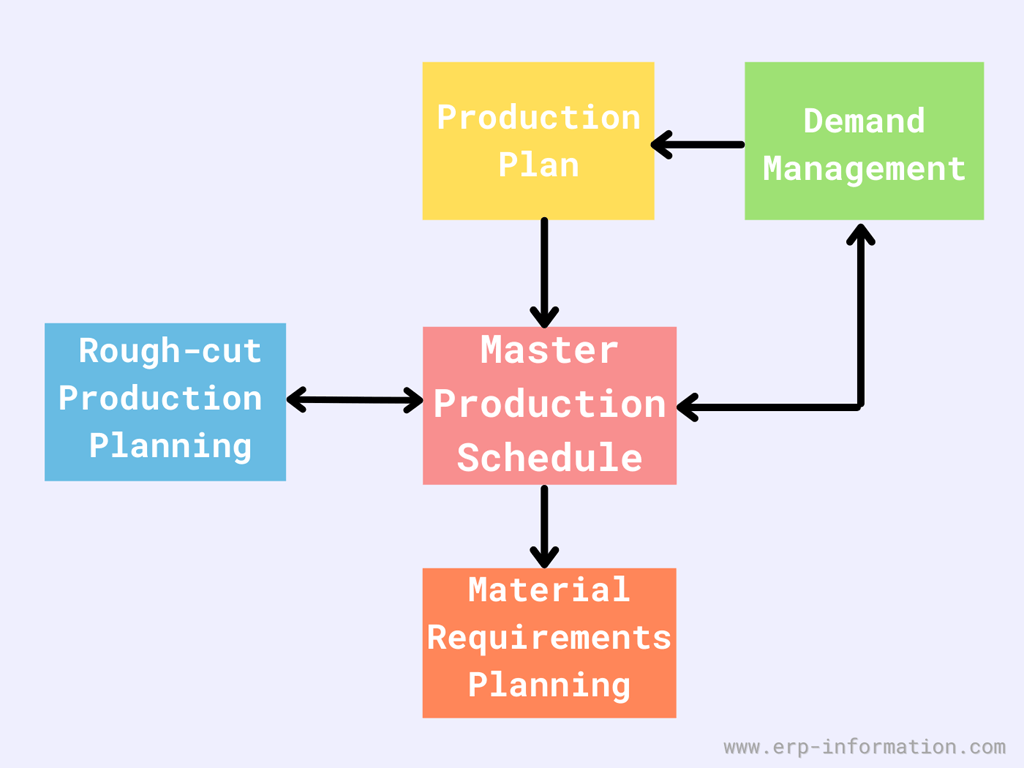 Production
Plan
Demand
Management
Rough-cut
Production
Planning
Master
Production
Schedule
Material
Requirements
Planning
www.erp-information.com